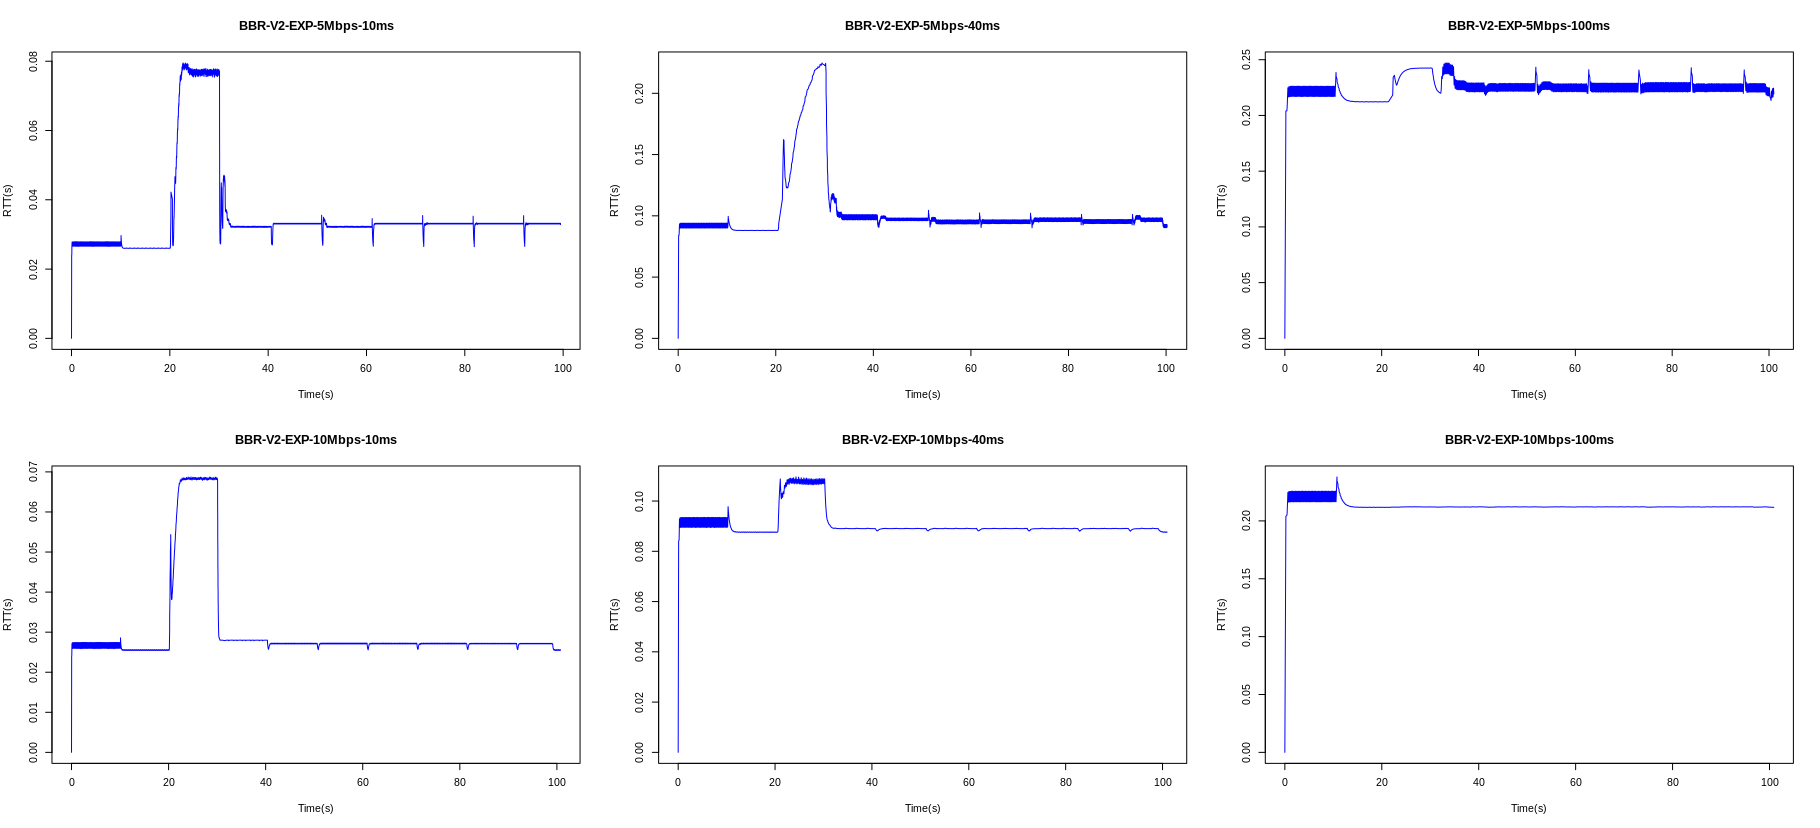 BBR-V2-EXP-5Mbps-10ms
RTT(s)
0.00 0.02 0.04 0.06 0.08
0 20 40 60 80 100
Time(s)
BBR-V2-EXP-5Mbps-40ms
RTT(s)
0.00 0.05 0.10 0.15 0.20
0 20 40 60 80 100
Time(s)
BBR-V2-EXP-5Mbps-100ms
RTT(s)
0.00 0.05 0.10 0.15 0.20 0.25
0 20 40 60 80 100
Time(s)
BBR-V2-EXP-10Mbps-10ms
RTT(s)
0.00 0.01 0.02 0.03 0.04 0.05 0.06 0.07
0 20 40 60 80 100
Time(s)
BBR-V2-EXP-10Mbps-40ms
RTT(s)
0.00 0.02 0.04 0.06 0.08 0.10
0 20 40 60 80 100
Time(s)
BBR-V2-EXP-10Mbps-100ms
RTT(s)
0.00 0.05 0.10 0.15 0.20
0 20 40 60 80 100
Time(s)